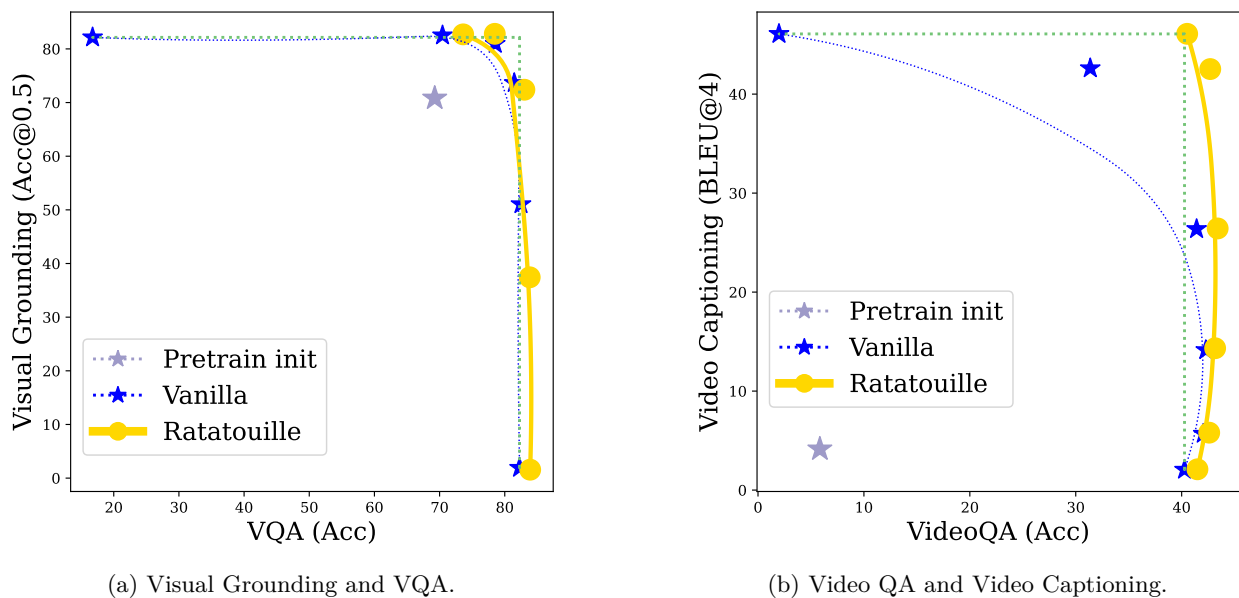 Visual Grounding (Acc@0.5)
80
70
60
50
40
30
20
10
0
Pretrain init
Vanilla
Ratatouille
20 30 40 50 60 70 80
VQA (Acc)
(a) Visual Grounding and VQA.
Video Captioning (BLEU@4)
40
30
20
10
0
Pretrain init
Vanilla
Ratatouille
0 10 20 30 40
VideoQA (Acc)
(b) Video QA and Video Captioning.